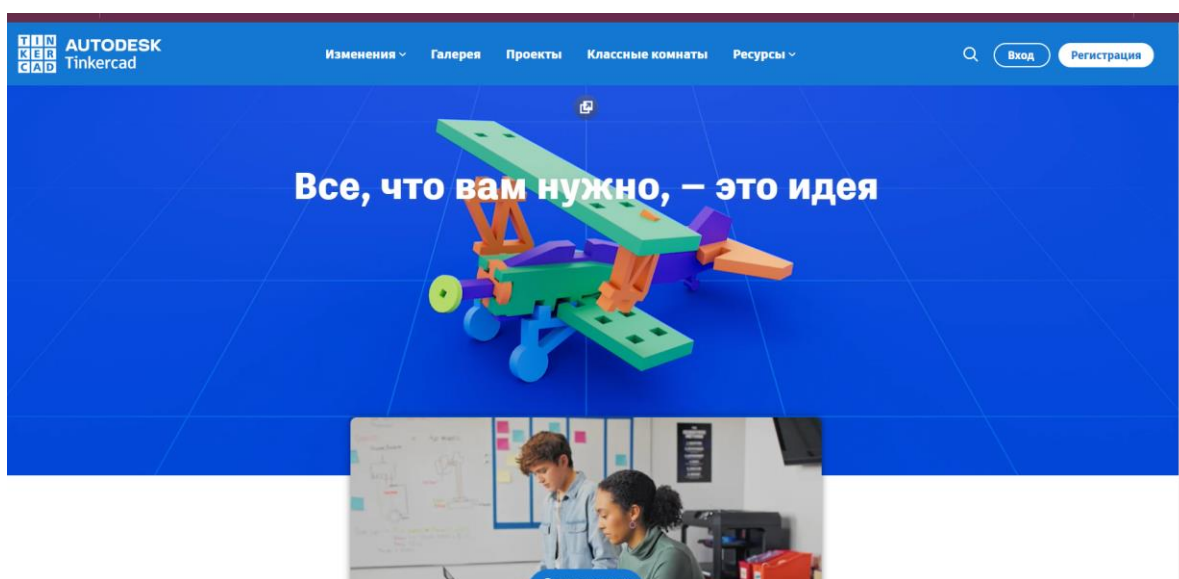 TIN
KER
CAD
AUTODESK
Tinkercad
Изменения
Галерея
Проекты
Классные комнаты
Ресурсы
Вход
Регистрация
Все, что вам нужно, – это идея